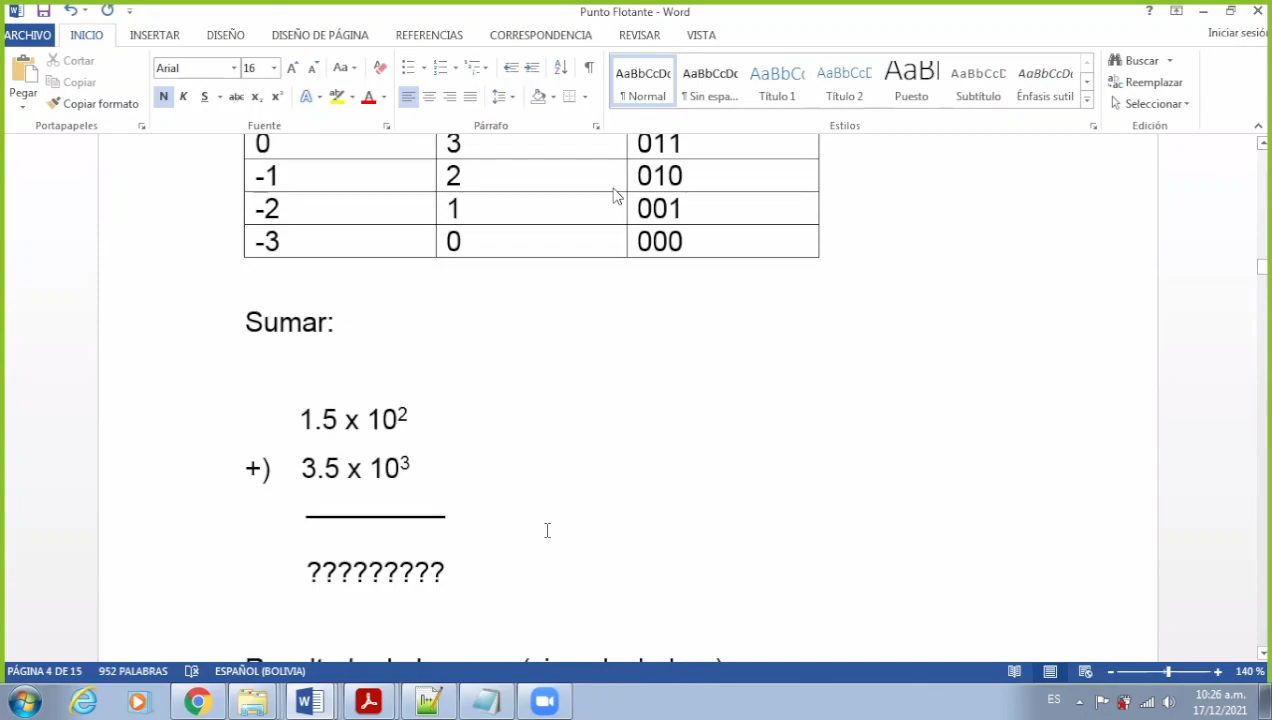 Punto Flotante - Word
ARCHIVO INICIO INSERTAR DISEÑO DISEÑO DE PÁGINA REFERENCIAS CORRESPONDENCIA REVISAR VISTA Iniciar sesió
Pegar
Cortar
Copiar
Copiar formato
Portapapeles
Arial 16
N K S abc x₂ x²
Fuente
Párrafo
AaBbCcDc AaBbCcDc AaBbCc AaBbCcD AaBl AaBbCcD AaBbCcDc
¶ Normal ¶ Sin espa... Título 1 Título 2 Puesto Subtítulo Énfasis sutil
Estilos
Buscar
Reemplazar
Seleccionar
Edición
0 3 011
-1 2 010
-2 1 001
-3 0 000
Sumar:
1.5 x 10²
+) 3.5 x 10³
?????????
PÁGINA 4 DE 15 952 PALABRAS ESPAÑOL (BOLIVIA) 140 %
ES
10:26 a.m.
17/12/2021